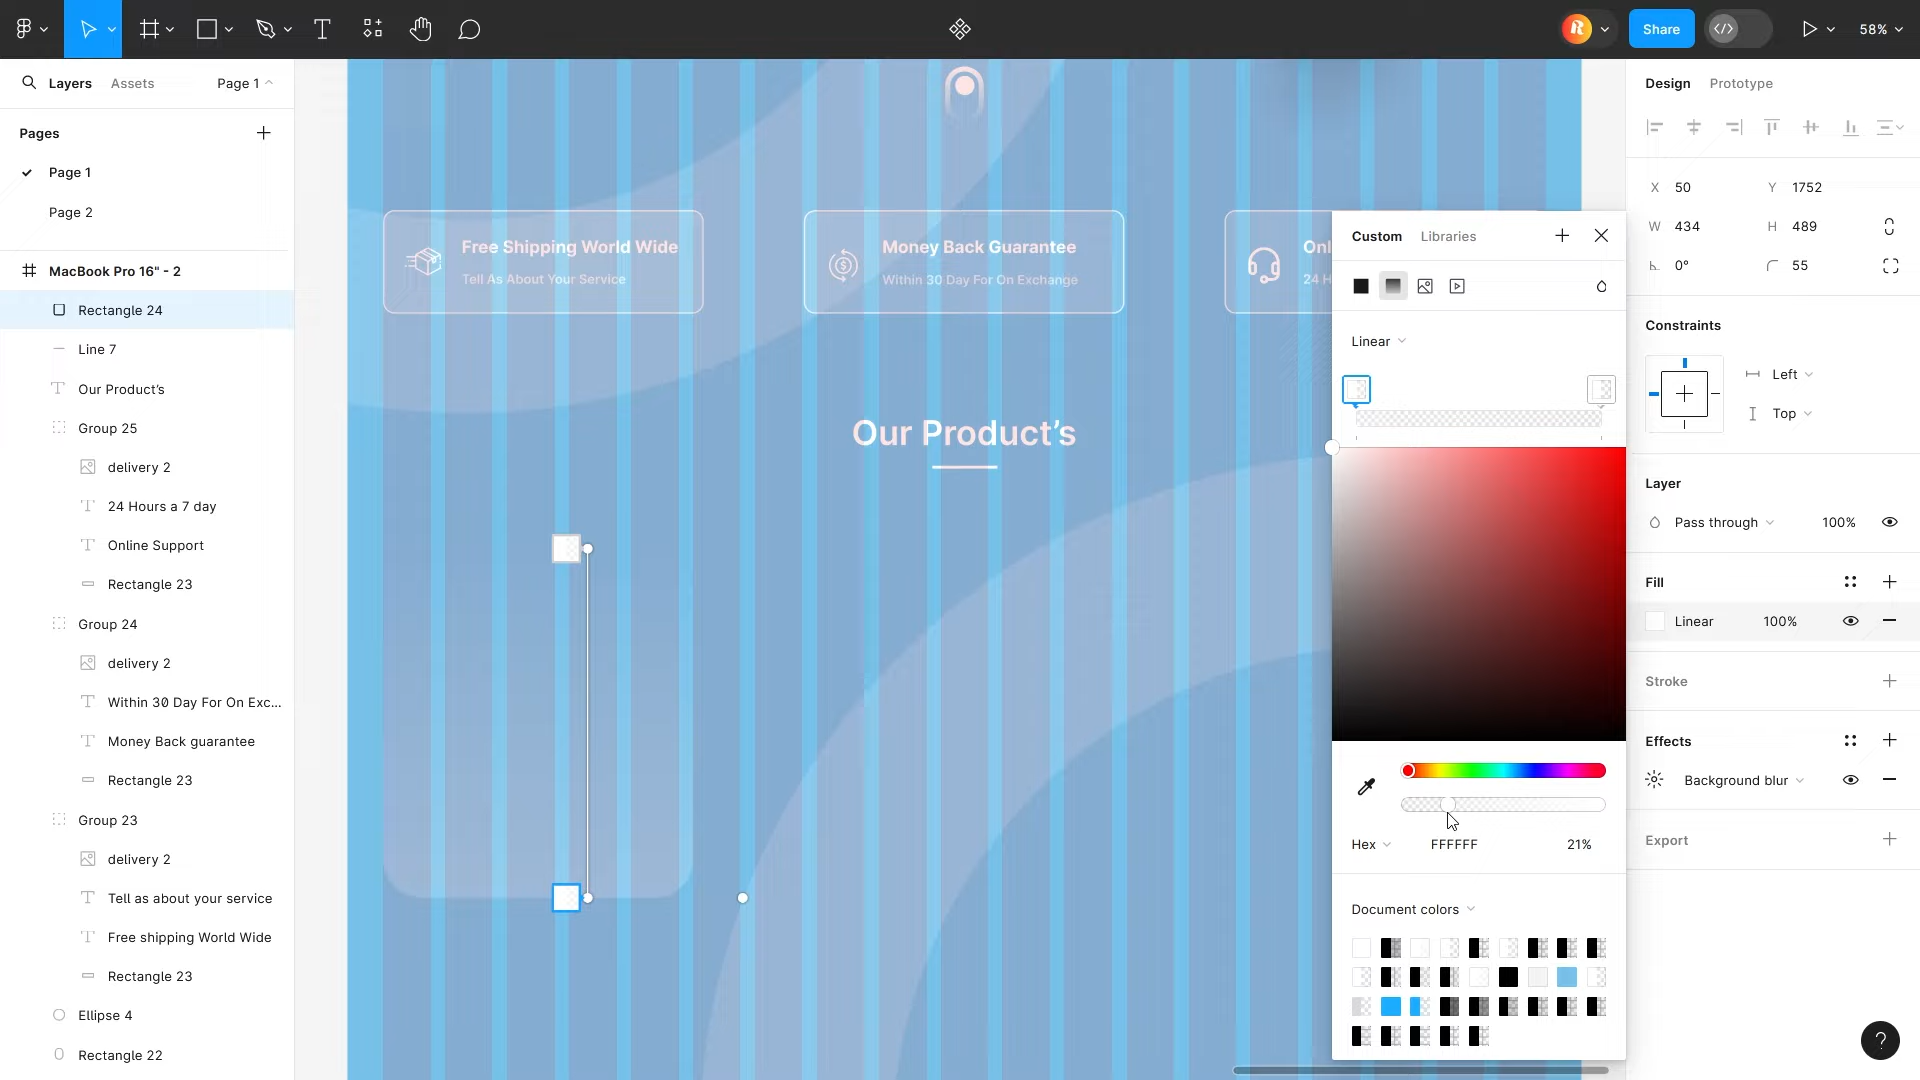 Share
58%
Layers
Assets
Page 1
Pages
Page 1
Page 2
MacBook Pro 16" - 2
Rectangle 24
Line 7
Our Product's
Group 25
delivery 2
24 Hours a 7 day
Online Support
Rectangle 23
Group 24
delivery 2
Within 30 Day For On Exc...
Money Back guarantee
Rectangle 23
Group 23
delivery 2
Tell as about your service
Free shipping World Wide
Rectangle 23
Ellipse 4
Rectangle 22
Free Shipping World Wide
Tell As About Your Service
Money Back Guarantee
Within 30 Day For On Exchange
Onl
24 H
Our Product's
Custom
Libraries
Linear
Hex
FFFFFF
21%
Document colors
Design
Prototype
X 50
Y 1752
W 434
H 489
0°
55
Constraints
Left
Top
Layer
Pass through
100%
Fill
Linear
100%
Stroke
Effects
Background blur
Export
?